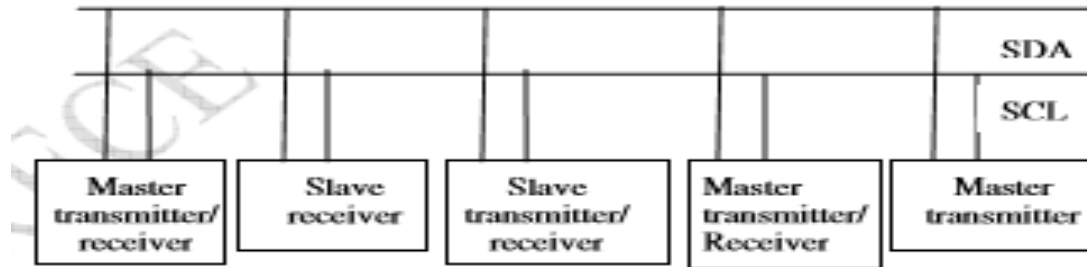 SDA
SCL
Master
transmitter/
receiver
Slave
receiver
Slave
transmitter/
receiver
Master
transmitter/
Receiver
Master
transmitter